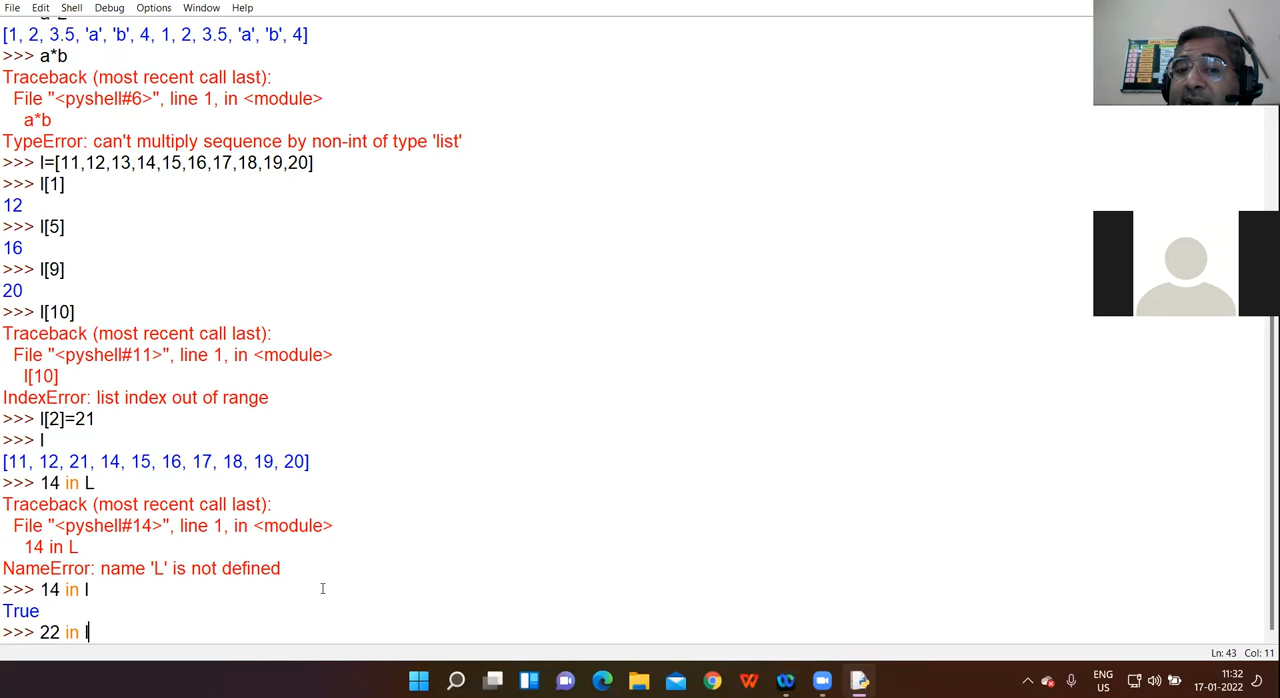 File Edit Shell Debug Options Window Help
[1, 2, 3.5, 'a', 'b', 4, 1, 2, 3.5, 'a', 'b', 4]
>>> a*b
Traceback (most recent call last):
File "<pyshell#6>", line 1, in <module>
a*b
TypeError: can't multiply sequence by non-int of type 'list'
>>> l=[11,12,13,14,15,16,17,18,19,20]
>>> l[1]
12
>>> l[5]
16
>>> l[9]
20
>>> l[10]
Traceback (most recent call last):
File "<pyshell#11>", line 1, in <module>
l[10]
IndexError: list index out of range
>>> l[2]=21
>>> l
[11, 12, 21, 14, 15, 16, 17, 18, 19, 20]
>>> 14 in L
Traceback (most recent call last):
File "<pyshell#14>", line 1, in <module>
14 in L
NameError: name 'L' is not defined
>>> 14 in l
True
>>> 22 in l
Ln: 43 Col: 11
ENG
US
11:32
17-01-2022